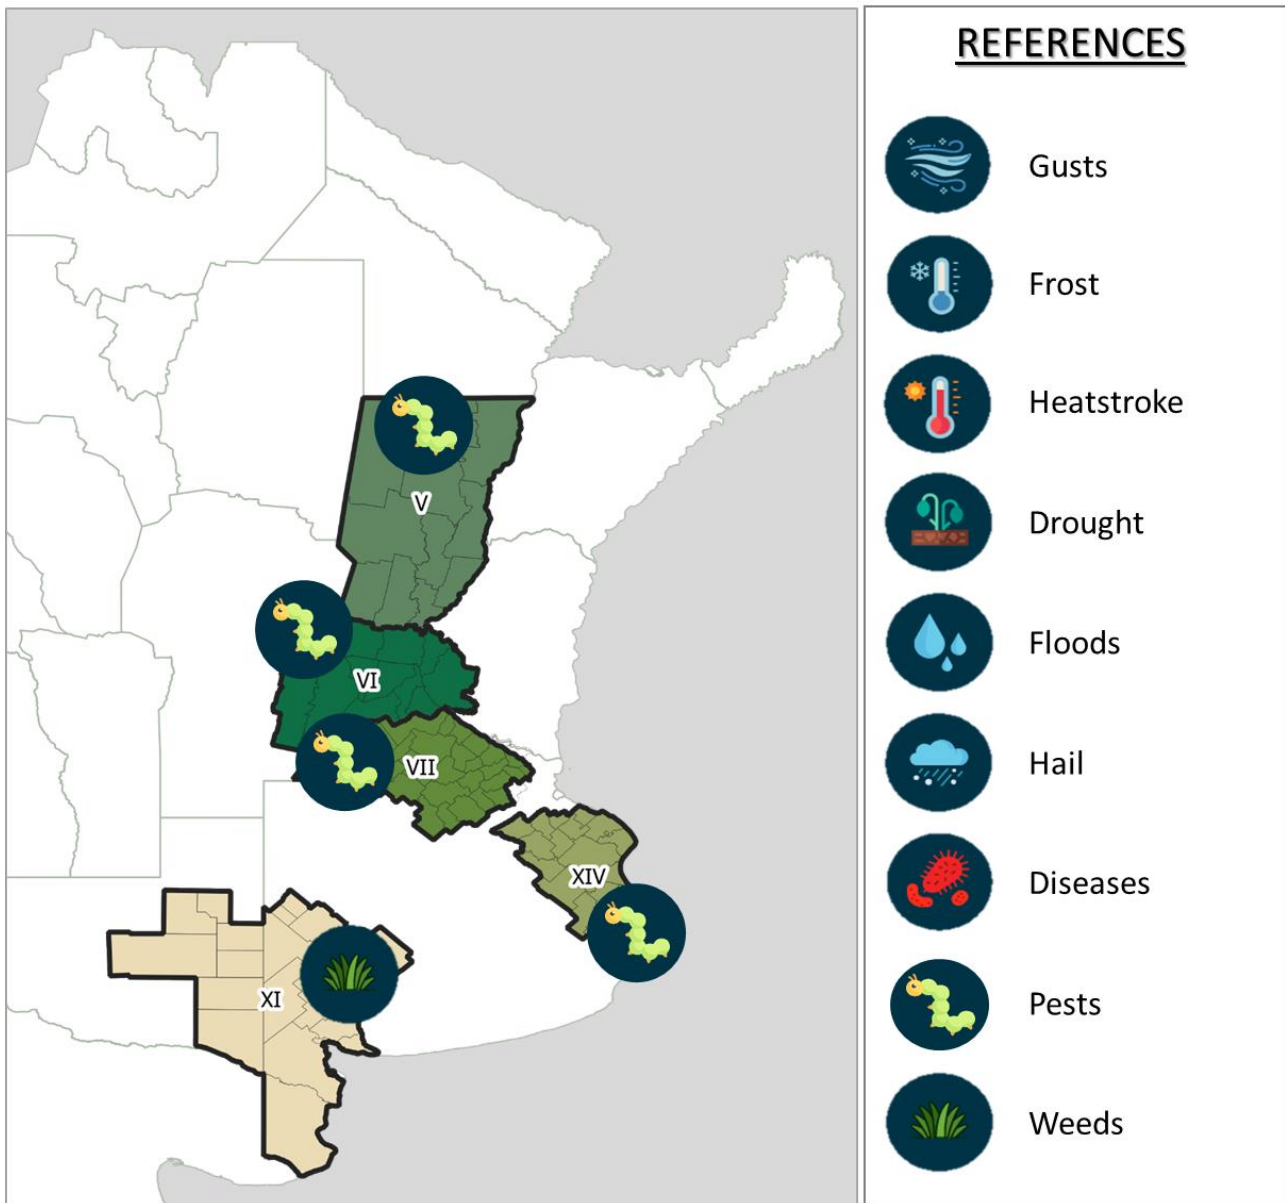 REFERENCES
Gusts
Frost
Heatstroke
Drought
Floods
Hail
Diseases
Pests
Weeds
V
VI
VII
XIV
XI